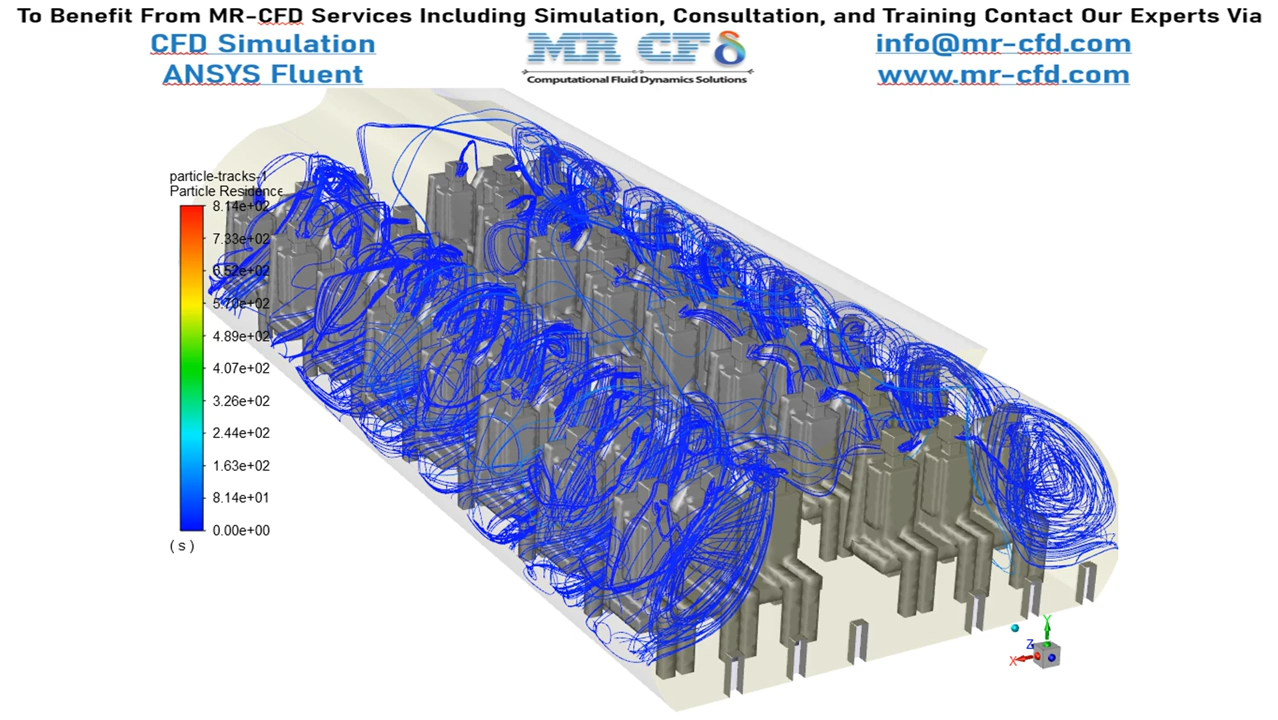 To Benefit From MR-CFD Services Including Simulation, Consultation, and Training Contact Our Experts Via
CFD Simulation
ANSYS Fluent
MR CFD
Computational Fluid Dynamics Solutions
info@mr-cfd.com
www.mr-cfd.com
particle-tracks-1
Particle Residence
8.14e+02
7.33e+02
6.52e+02
5.70e+02
4.89e+02
4.07e+02
3.26e+02
2.44e+02
1.63e+02
8.14e+01
0.00e+00
( s )
Y
Z
X